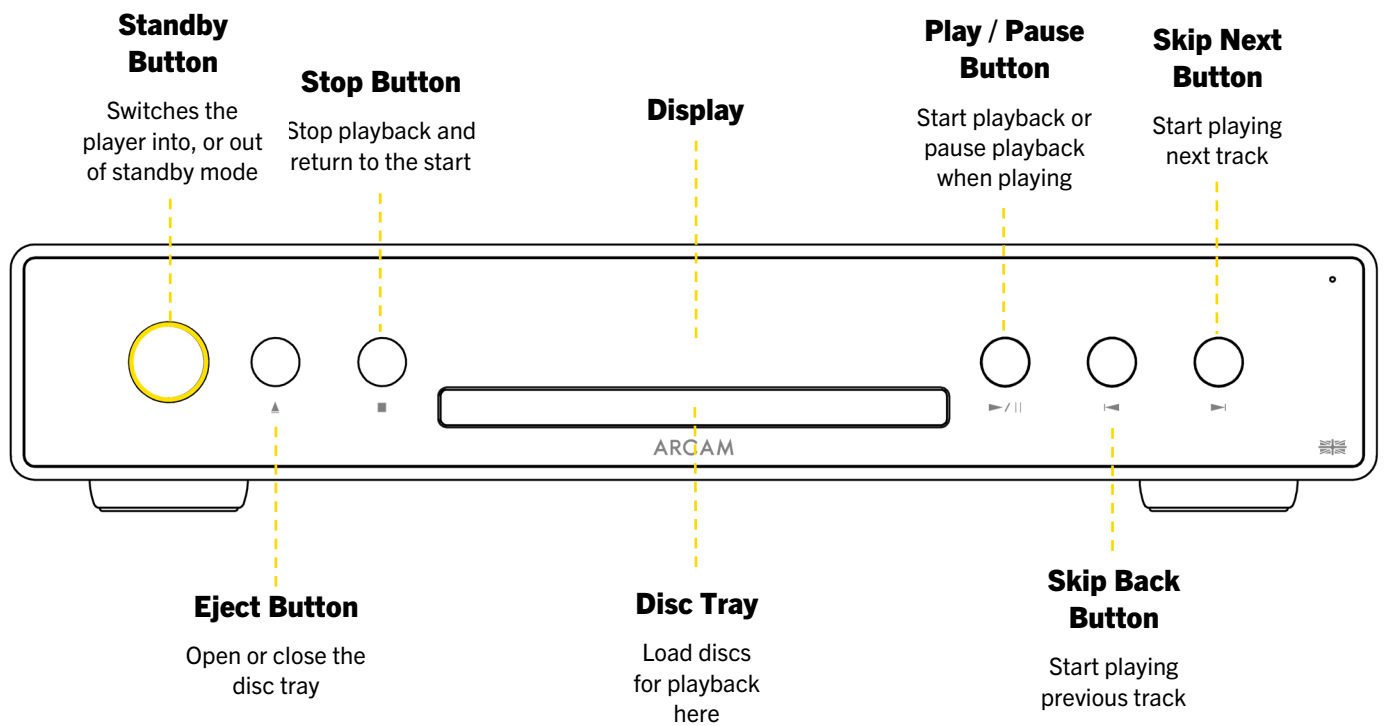 Standby
Button
Switches the
player into, or out
of standby mode
Stop Button
Stop playback and
return to the start
Display
Play / Pause
Button
Start playback or
pause playback
when playing
Skip Next
Button
Start playing
next track
ARCAM
Eject Button
Open or close the
disc tray
Disc Tray
Load discs
for playback
here
Skip Back
Button
Start playing
previous track